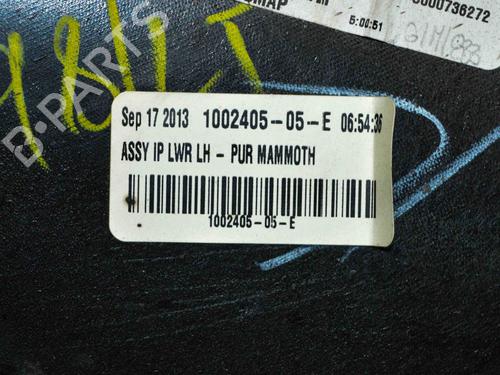 MAP
5:00:51
0000736272
Sep 17 2013 1002405-05-E 06:54:36
ASSY IP LWR LH - PUR MAMMOTH
1002405-05-E
B-PARTS